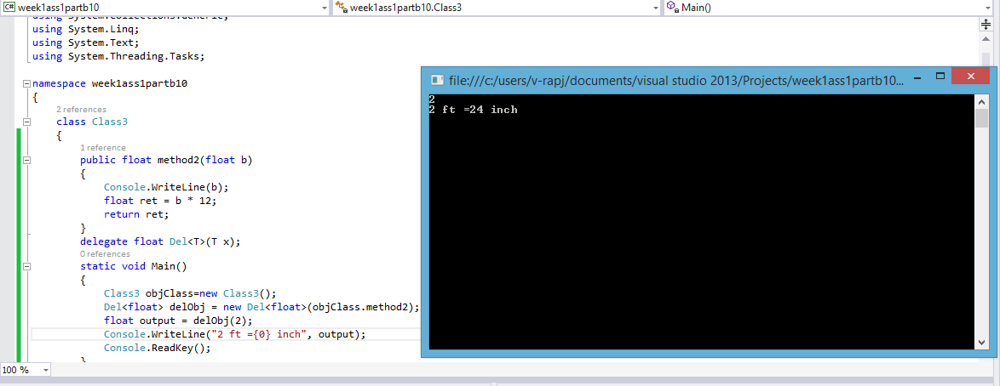 week1ass1partb10
week1ass1partb10.Class3
Main()
using System.Collections.Generic;
using System.Linq;
using System.Text;
using System.Threading.Tasks;
namespace week1ass1partb10
{
2 references
class Class3
{
1 reference
public float method2(float b)
{
Console.WriteLine(b);
float ret = b * 12;
return ret;
}
delegate float Del<T>(T x);
0 references
static void Main()
{
Class3 objClass=new Class3();
Del<float> delObj = new Del<float>(objClass.method2);
float output = delObj(2);
Console.WriteLine("2 ft ={0} inch", output);
Console.ReadKey();
}
100 %
file:///c:/users/v-rapj/documents/visual studio 2013/Projects/week1ass1partb10...
2
2 ft =24 inch